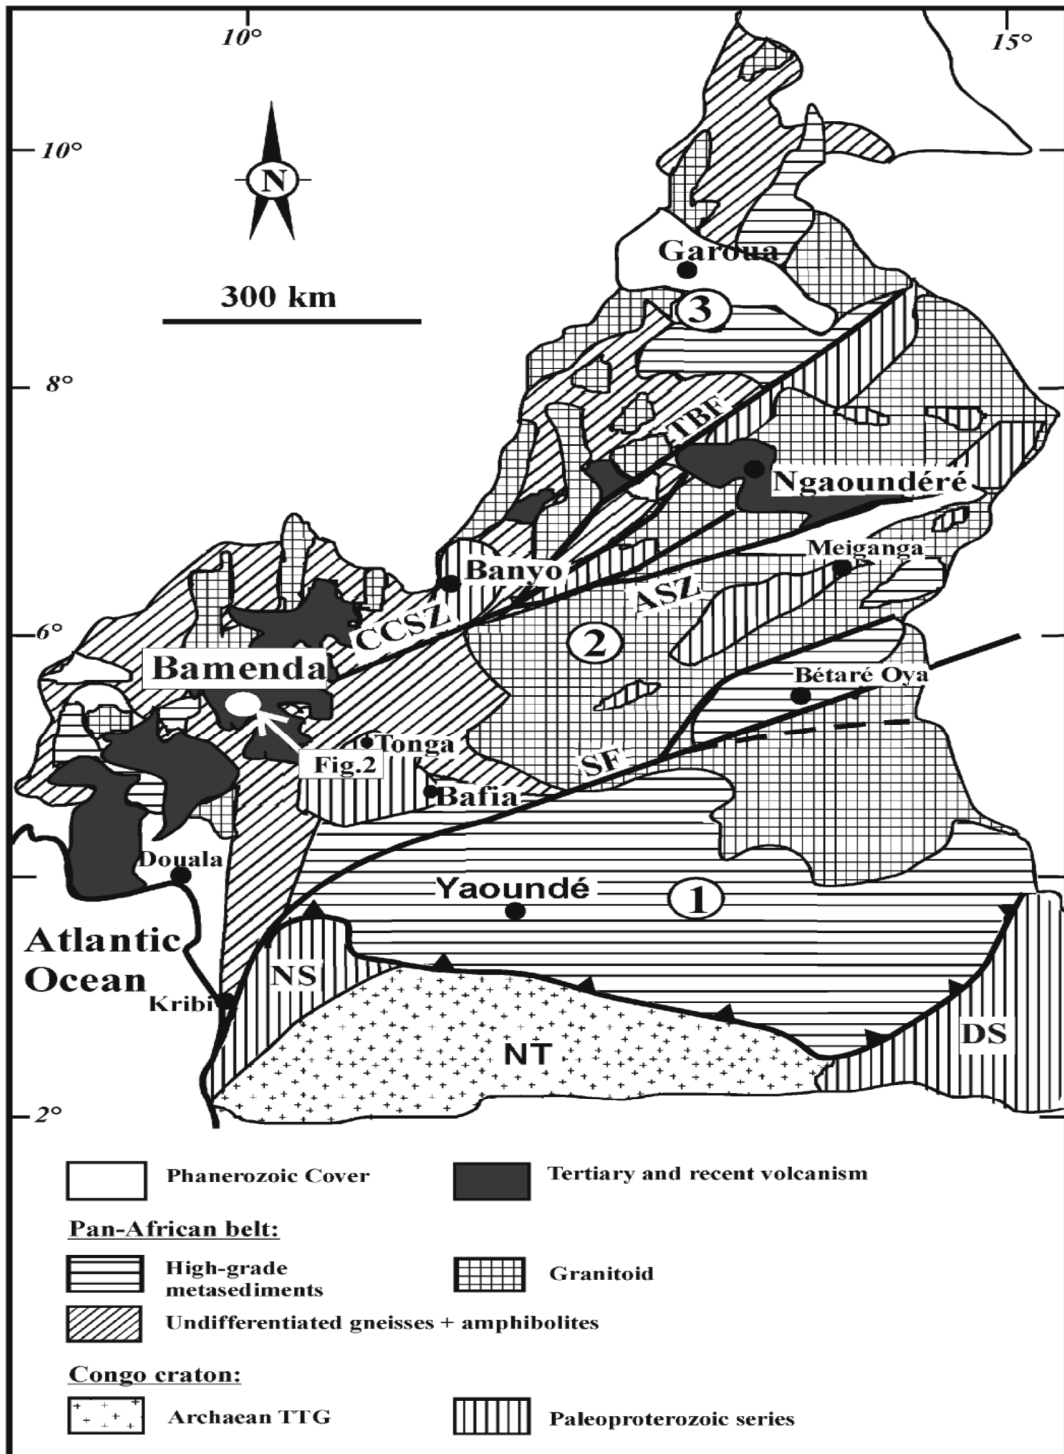 10°
15°
10°
N
Garoua
300 km
3
8°
TBF
Ngaoundéré
Meiganga
Banyo
ASZ
CCSZ
6°
2
Bamenda
Bétaré Oya
Tonga
SF
Fig.2
Bafia
Douala
Yaoundé
1
Atlantic
Ocean
NS
Kribi
DS
NT
2°
Phanerozoic Cover
Tertiary and recent volcanism
Pan-African belt:
High-grade
metasediments
Granitoid
Undifferentiated gneisses + amphibolites
Congo craton:
Archaean TTG
Paleoproterozoic series